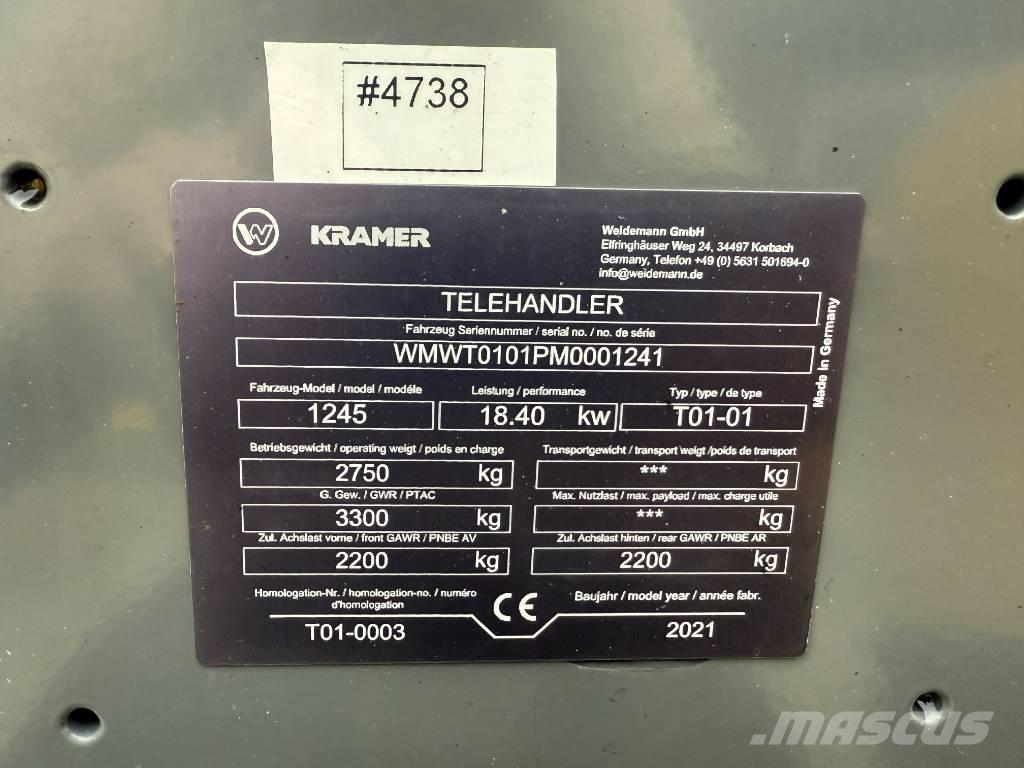 #4738
W KRAMER
Weidemann GmbH
Elfringhäuser Weg 24, 34497 Korbach
Germany, Telefon +49 (0) 5631 501694-0
info@weidemann.de
TELEHANDLER
Fahrzeug Seriennummer / serial no. / no. de série
WMWT0101PM0001241
Made in Germany
Fahrzeug-Model / model / modéle Leistung / performance Typ / type / de type
1245 18.40 kw T01-01
Betriebsgewicht / operating weigt / poids en charge Transportgewicht / transport weigt /poids de transport
2750 kg *** kg
G. Gew. / GWR / PTAC Max. Nutzlast / max. payload / max. charge utile
3300 kg *** kg
Zul. Achslast vorne / front GAWR / PNBE AV Zul. Achslast hinten / rear GAWR / PNBE AR
2200 kg 2200 kg
Homologation-Nr. / homologation-no. / numéro d'homologation CE Baujahr / model year / année fabr.
T01-0003 2021
MASCUS